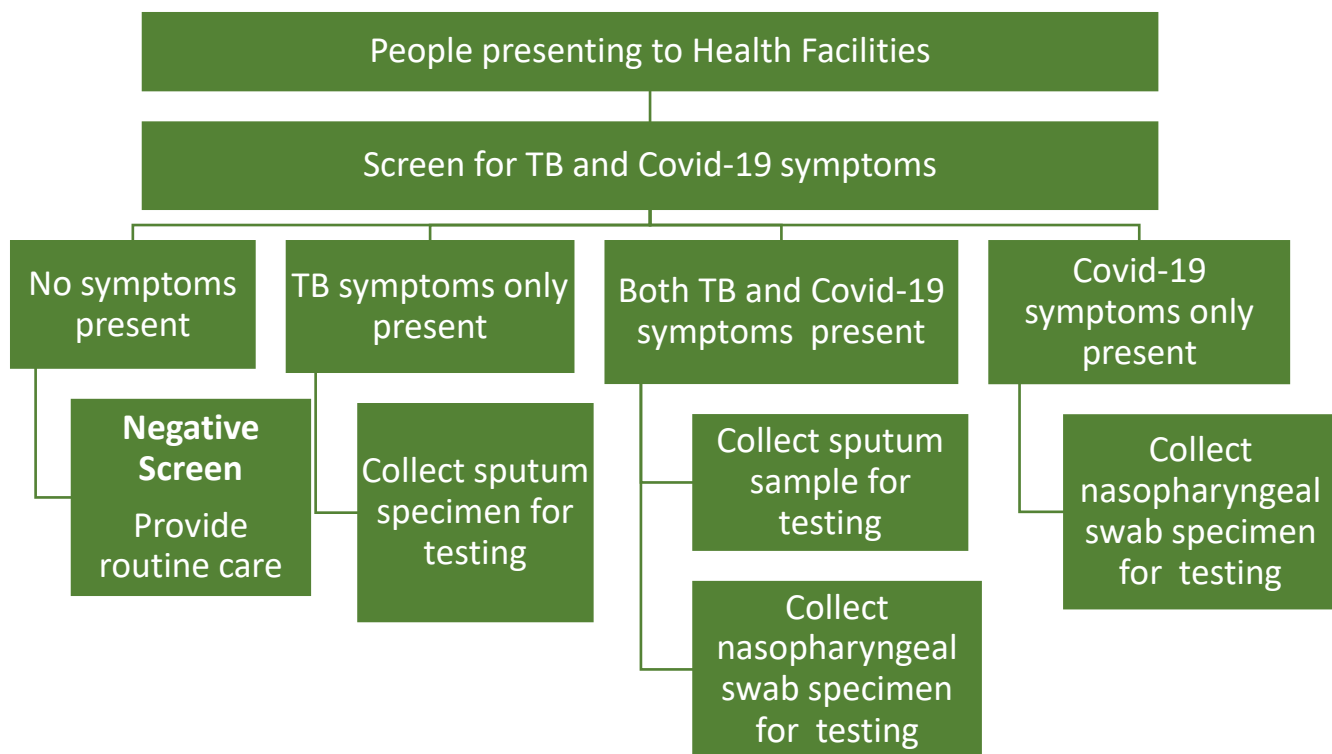 People presenting to Health Facilities
Screen for TB and Covid-19 symptoms
No symptoms
present
TB symptoms only
present
Both TB and Covid-19
symptoms present
Covid-19
symptoms only
present
Negative
Screen
Provide
routine care
Collect sputum
specimen for
testing
Collect sputum
sample for
testing
Collect
nasopharyngeal
swab specimen
for testing
Collect
nasopharyngeal
swab specimen
for testing